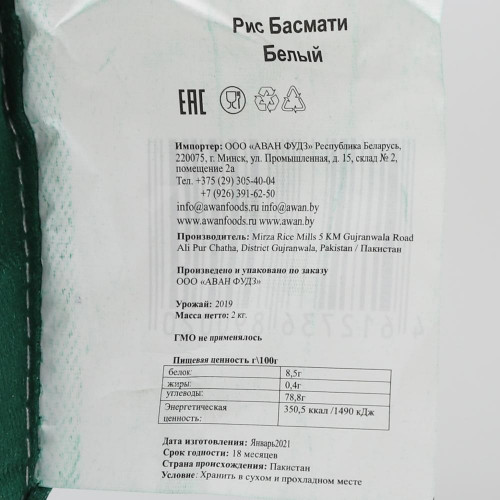 Рис Басмати
Белый
EAC
Импортер: ООО «АВАН ФУДЗ» Республика Беларусь,
220075, г. Минск, ул. Промышленная, д. 15, склад № 2,
помещение 2а
Тел. +375 (29) 305-40-04
+7 (926) 391-62-50
info@awanfoods.ru info@awan.by
www.awanfoods.ru www.awan.by
Производитель: Mirza Rice Mills 5 KM Gujranwala Road
Ali Pur Chatha, District Gujranwala, Pakistan / Пакистан
Произведено и упаковано по заказу
ООО «АВАН ФУДЗ»
Урожай: 2019
Масса нетто: 2 кг.
ГМО не применялось
Пищевая ценность г\100г
белок: 8,5г
жиры: 0,4г
углеводы: 78,8г
Энергетическая 350,5 ккал /1490 кДж
ценность:
Дата изготовления: Январь2021
Срок годности: 18 месяцев
Страна происхождения: Пакистан
Условие: Хранить в сухом и прохладном месте